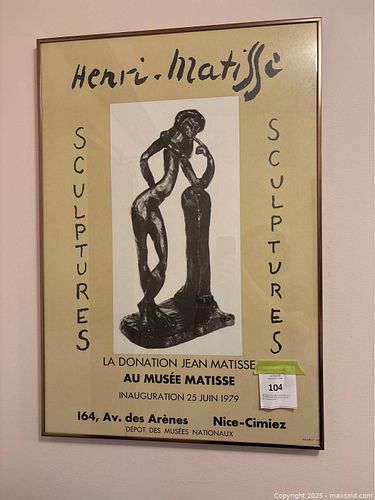 Henri-Matisse
SCULPTURES
SCULPTURES
LA DONATION JEAN MATISSE
AU MUSÉE MATISSE
INAUGURATION 25 JUIN 1979
104
164, Av. des Arènes Nice-Cimiez
DÉPOT DES MUSÉES NATIONAUX
© Copyright 2025 - maxsold.com